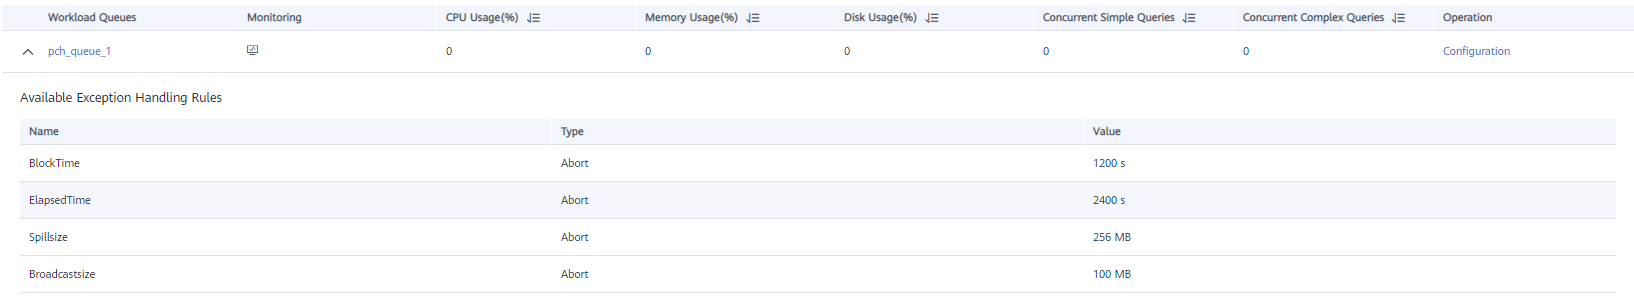 Workload Queues Monitoring CPU Usage(%) Memory Usage(%) Disk Usage(%) Concurrent Simple Queries Concurrent Complex Queries Operation
pch_queue_1 0 0 0 0 0 Configuration
Available Exception Handling Rules
Name Type Value
BlockTime Abort 1200 s
ElapsedTime Abort 2400 s
Spillsize Abort 256 MB
Broadcastsize Abort 100 MB